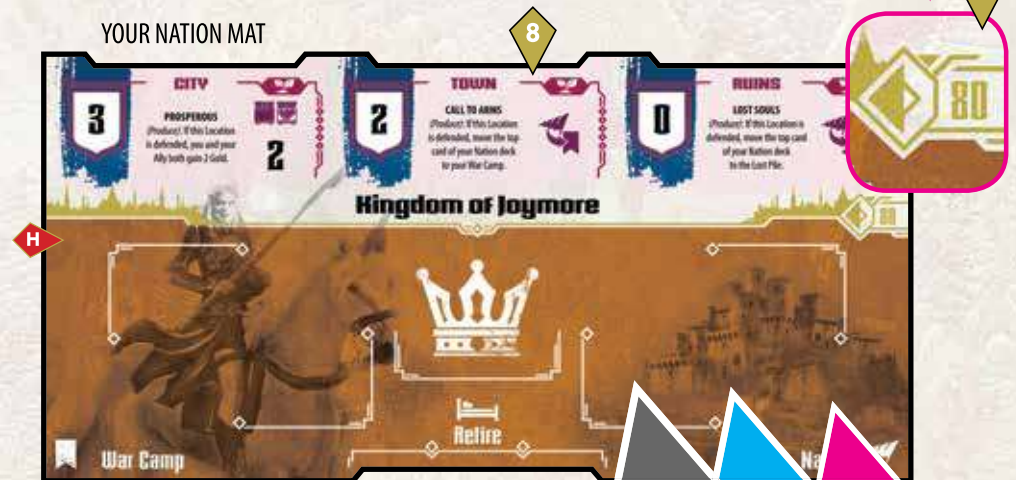 YOUR NATION MAT
8
80
CITY
3
PROSPEROUS
(Produce): If this Location
is defended, you and your
Ally both gain 2 Gold.
2
TOWN
2
CALL TO ARMS
(Produce): If this Location
is defended, move the top
card of your Nation deck
to your War Camp.
RUINS
0
LOST SOULS
(Produce): If this Location is
defended, move the top card
of your Nation deck
to the Lost Pile.
Kingdom of Joymore
80
H
Retire
War Camp
Na